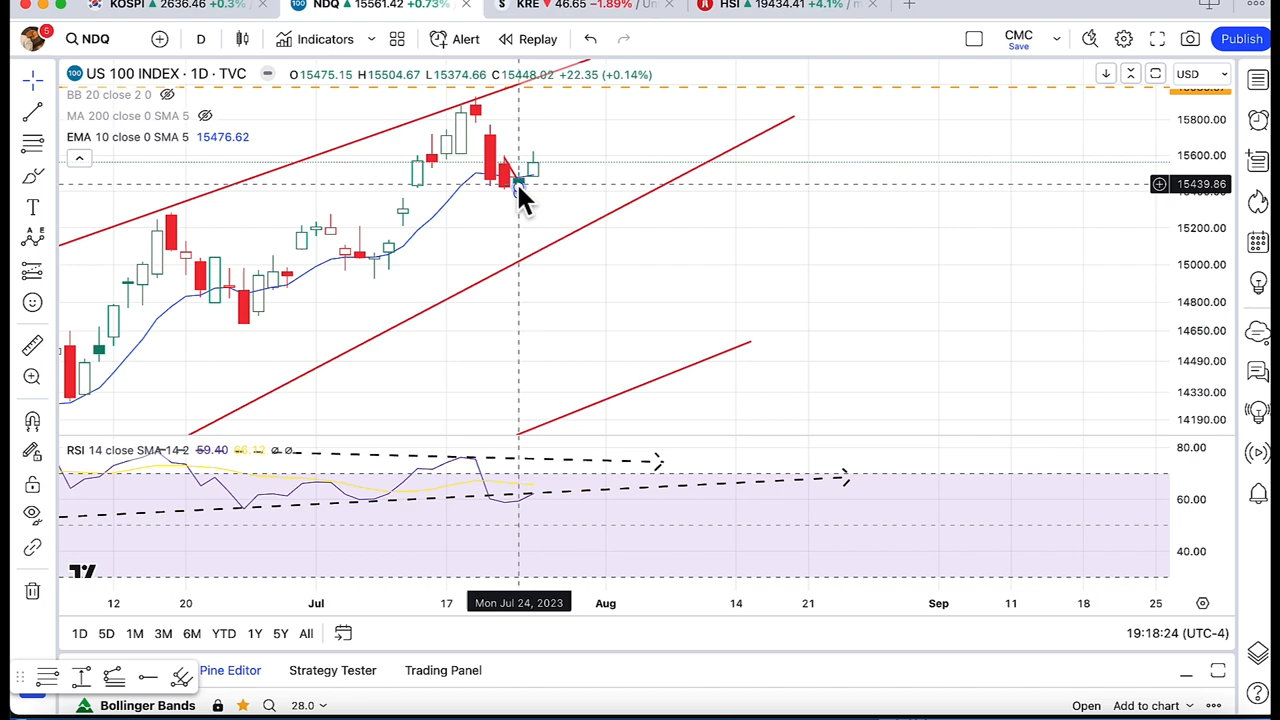 KOSPI ▲ 2636.46 +0.3%
NDQ ▲ 15561.42 +0.73%
KRE ▼ 46.65 −1.89% / Un
HSI ▲ 19434.41 +4.1% / m
5
NDQ
D
Indicators
Alert
Replay
CMC
Save
Publish
100 US 100 INDEX · 1D · TVC
O15475.15 H15504.67 L15374.66 C15448.02 +22.35 (+0.14%)
USD
BB 20 close 2 0
MA 200 close 0 SMA 5
EMA 10 close 0 SMA 5 15476.62
15800.00
15600.00
15439.86
15200.00
15000.00
14800.00
14650.00
14490.00
14330.00
14190.00
RSI 14 close SMA 14 2 59.40
80.00
60.00
40.00
12
20
Jul
17
Mon Jul 24, 2023
Aug
14
21
Sep
11
18
25
1D 5D 1M 3M 6M YTD 1Y 5Y All
19:18:24 (UTC-4)
Pine Editor
Strategy Tester
Trading Panel
Bollinger Bands
28.0
Open
Add to chart